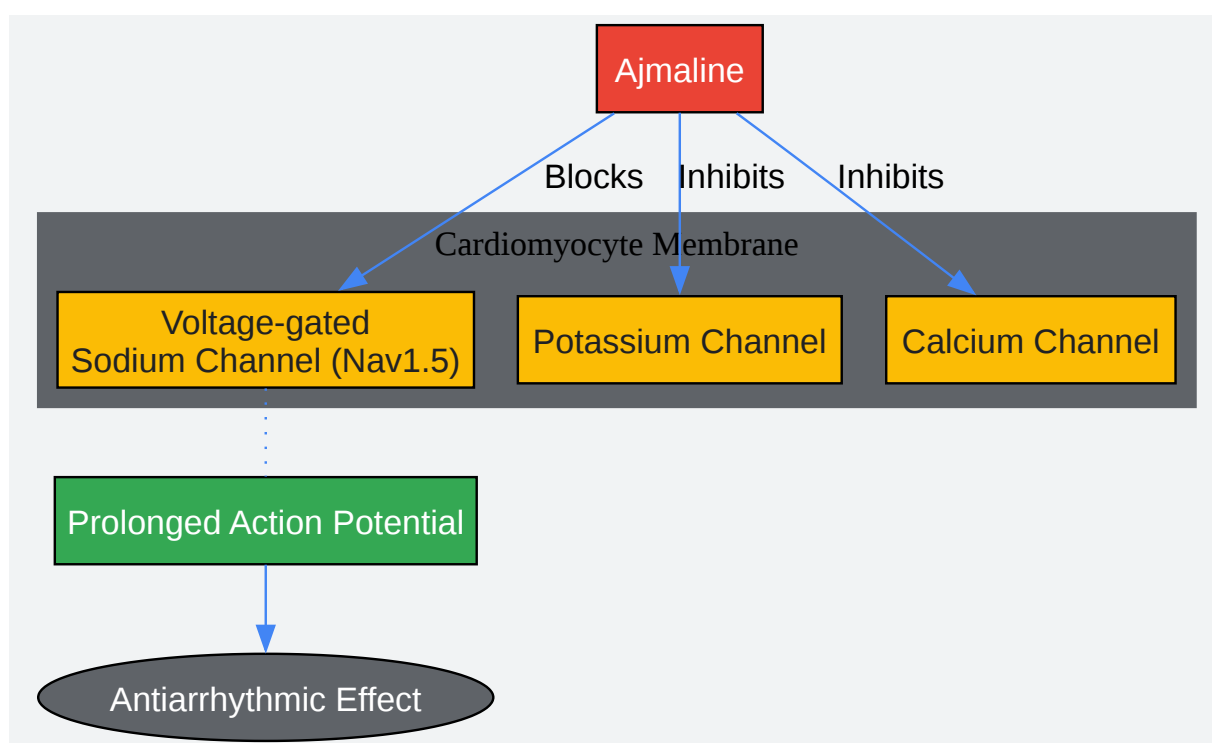 Ajmaline
Blocks
Inhibits
Inhibits
Cardiomyocyte Membrane
Voltage-gated
Sodium Channel (Nav1.5)
Potassium Channel
Calcium Channel
Prolonged Action Potential
Antiarrhythmic Effect